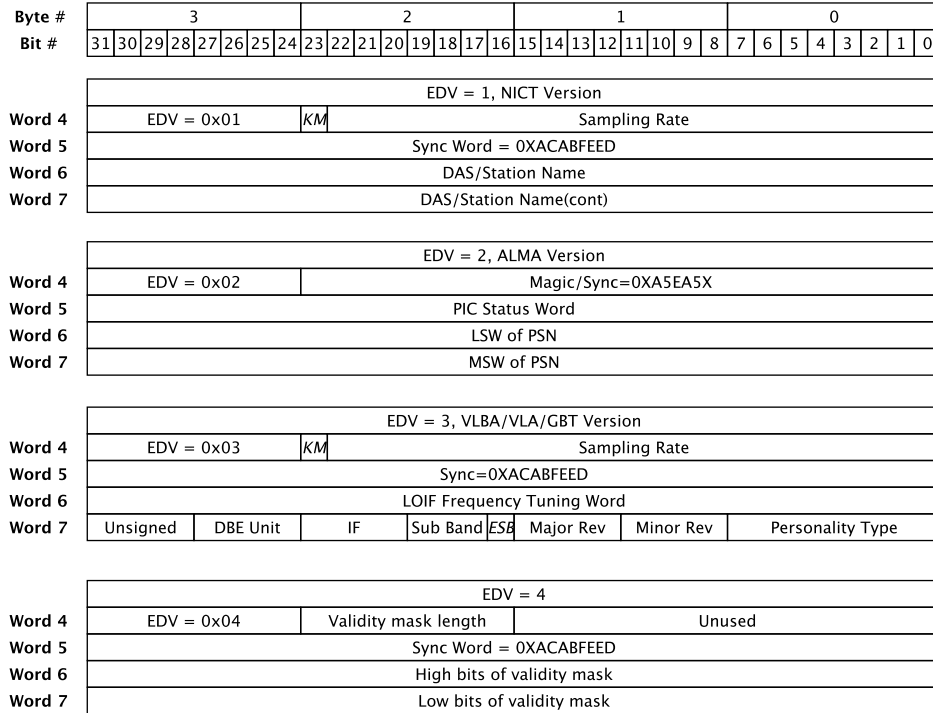 Byte # 3 2 1 0
Bit # 31 30 29 28 27 26 25 24 23 22 21 20 19 18 17 16 15 14 13 12 11 10 9 8 7 6 5 4 3 2 1 0
EDV = 1, NICT Version
Word 4 EDV = 0x01 KM Sampling Rate
Word 5 Sync Word = 0XACABFEED
Word 6 DAS/Station Name
Word 7 DAS/Station Name(cont)
EDV = 2, ALMA Version
Word 4 EDV = 0x02 Magic/Sync=0XA5EA5X
Word 5 PIC Status Word
Word 6 LSW of PSN
Word 7 MSW of PSN
EDV = 3, VLBA/VLA/GBT Version
Word 4 EDV = 0x03 KM Sampling Rate
Word 5 Sync=0XACABFEED
Word 6 LOIF Frequency Tuning Word
Word 7 Unsigned DBE Unit IF Sub Band ESB Major Rev Minor Rev Personality Type
EDV = 4
Word 4 EDV = 0x04 Validity mask length Unused
Word 5 Sync Word = 0XACABFEED
Word 6 High bits of validity mask
Word 7 Low bits of validity mask